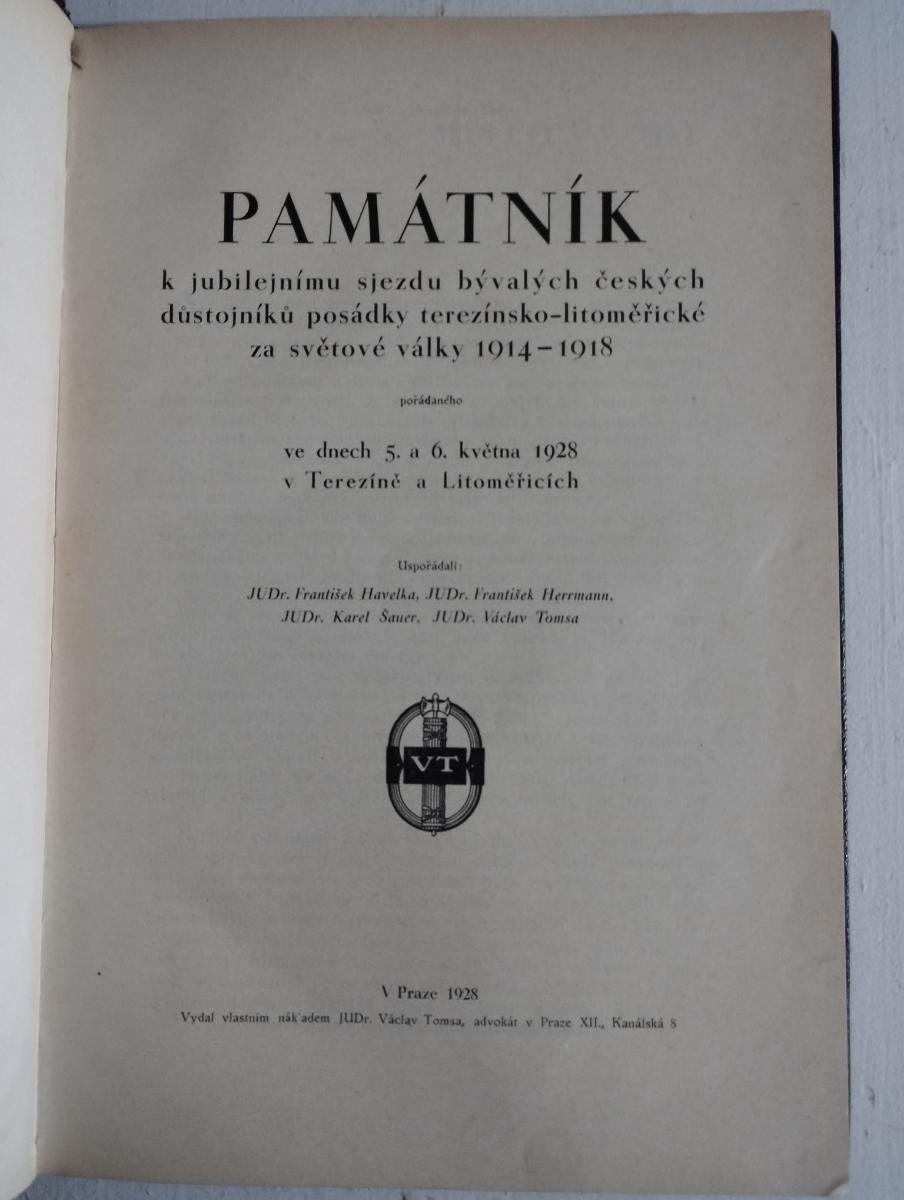 PAMÁTNÍK
k jubilejnímu sjezdu bývalých českých
důstojníků posádky terezínsko-litoměřické
za světové války 1914–1918
pořádaného
ve dnech 5. a 6. května 1928
v Terezíně a Litoměřicích
Uspořádali:
JUDr. František Havelka, JUDr. František Herrmann,
JUDr. Karel Šauer, JUDr. Václav Tomsa
VT
V Praze 1928
Vydal vlastním nák adem JUDr. Václav Tomsa, advokát v Praze XII., Kanálská 8